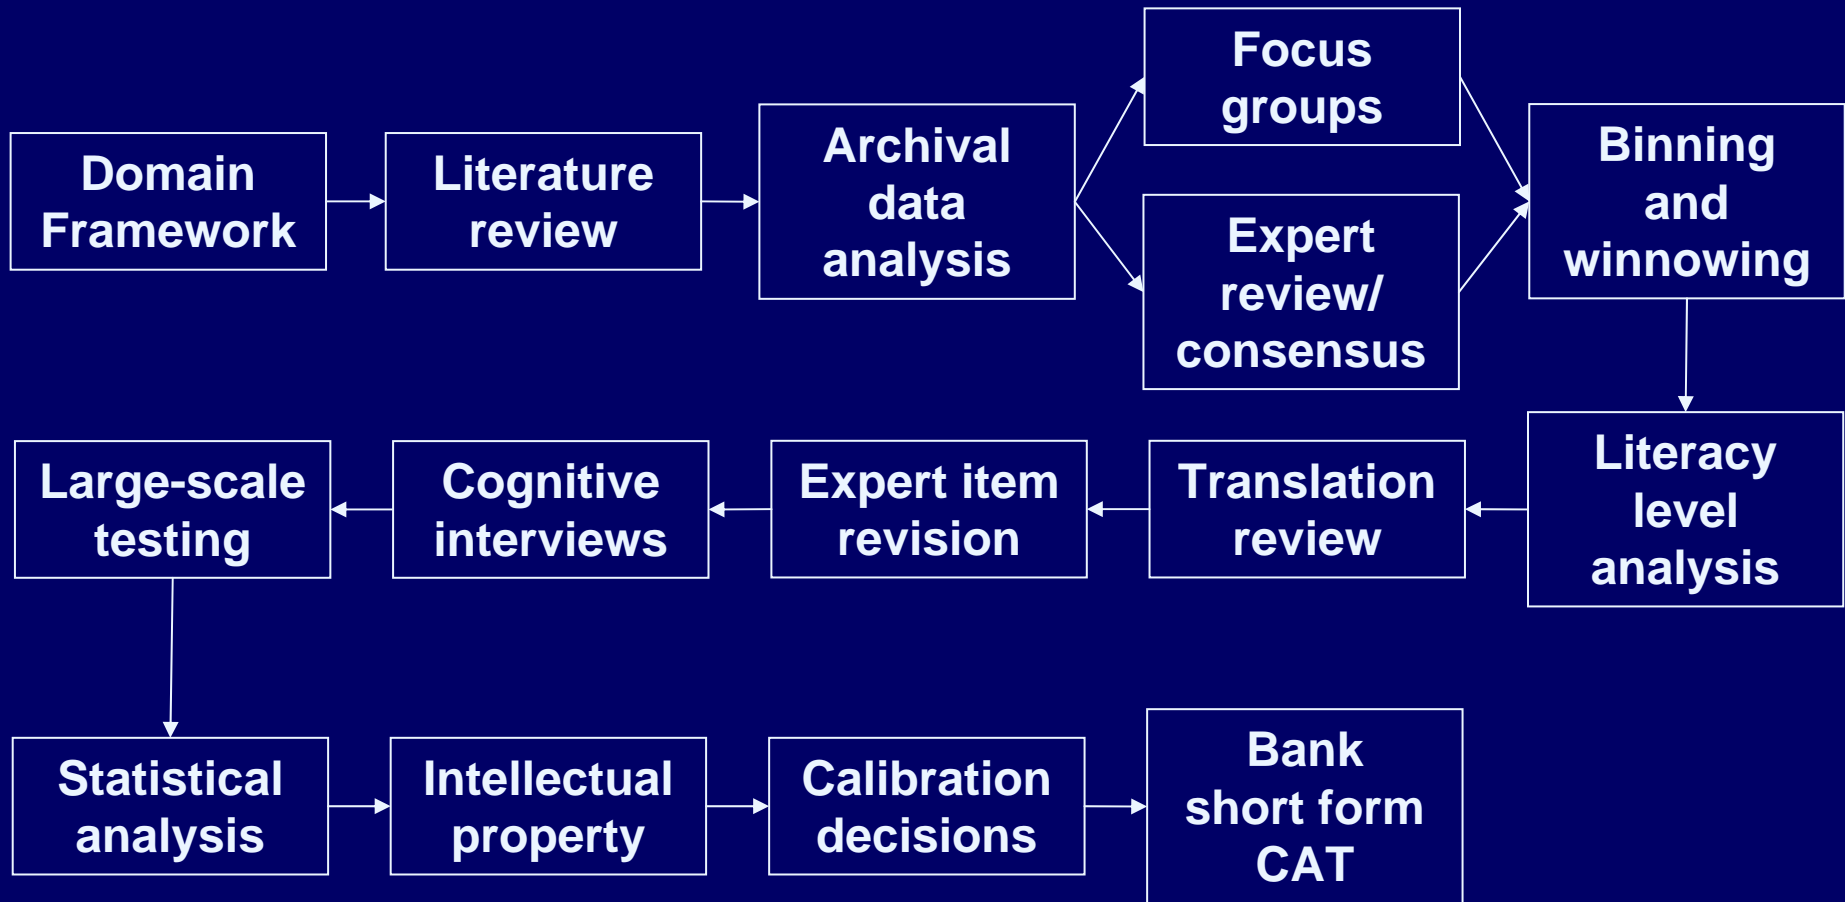 Domain
Framework
Literature
review
Archival
data
analysis
Focus
groups
Expert
review/
consensus
Binning
and
winnowing
Literacy
level
analysis
Translation
review
Expert item
revision
Cognitive
interviews
Large-scale
testing
Statistical
analysis
Intellectual
property
Calibration
decisions
Bank
short form
CAT